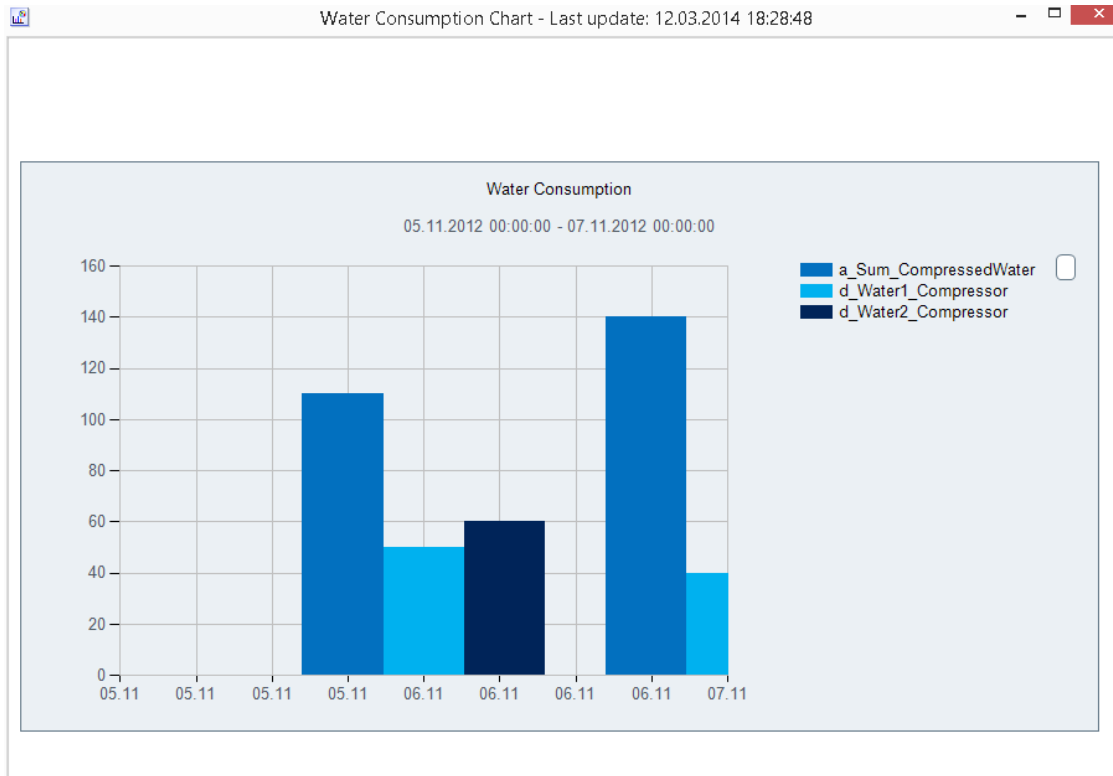 Water Consumption Chart - Last update: 12.03.2014 18:28:48
Water Consumption
05.11.2012 00:00:00 - 07.11.2012 00:00:00
a_Sum_CompressedWater
d_Water1_Compressor
d_Water2_Compressor
160
140
120
100
80
60
40
20
0
05.11 05.11 05.11 05.11 06.11 06.11 06.11 06.11 07.11